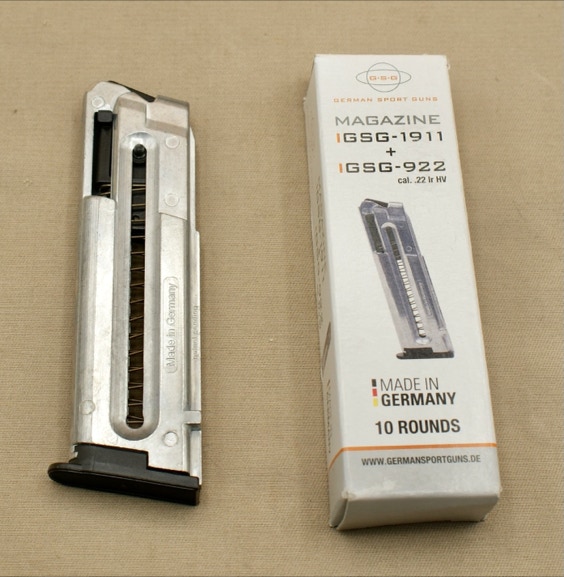 Made in Germany
G·S·G
GERMAN SPORT GUNS
MAGAZINE
GSG-1911
+
GSG-922
cal. .22 lr HV
MADE IN
GERMANY
10 ROUNDS
WWW.GERMANSPORTGUNS.DE